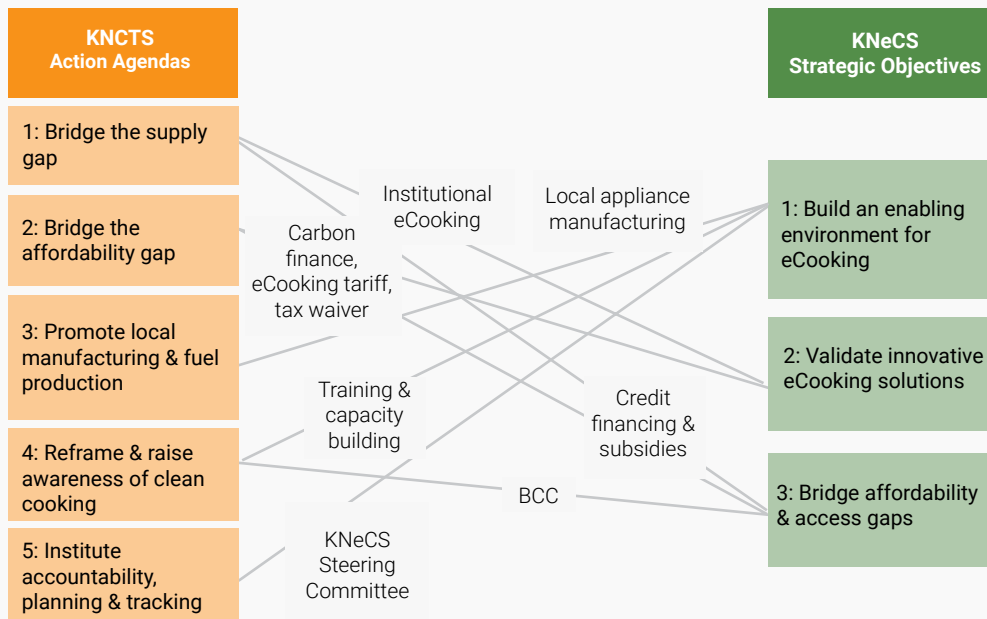 KNCTS
Action Agendas
1: Bridge the supply
gap
2: Bridge the
affordability gap
3: Promote local
manufacturing & fuel
production
4: Reframe & raise
awareness of clean
cooking
5: Institute
accountability,
planning & tracking
Institutional
eCooking
Local appliance
manufacturing
Carbon
finance,
eCooking tariff,
tax waiver
Training &
capacity
building
Credit
financing &
subsidies
BCC
KNeCS
Steering
Committee
KNeCS
Strategic Objectives
1: Build an enabling
environment for
eCooking
2: Validate innovative
eCooking solutions
3: Bridge affordability
& access gaps